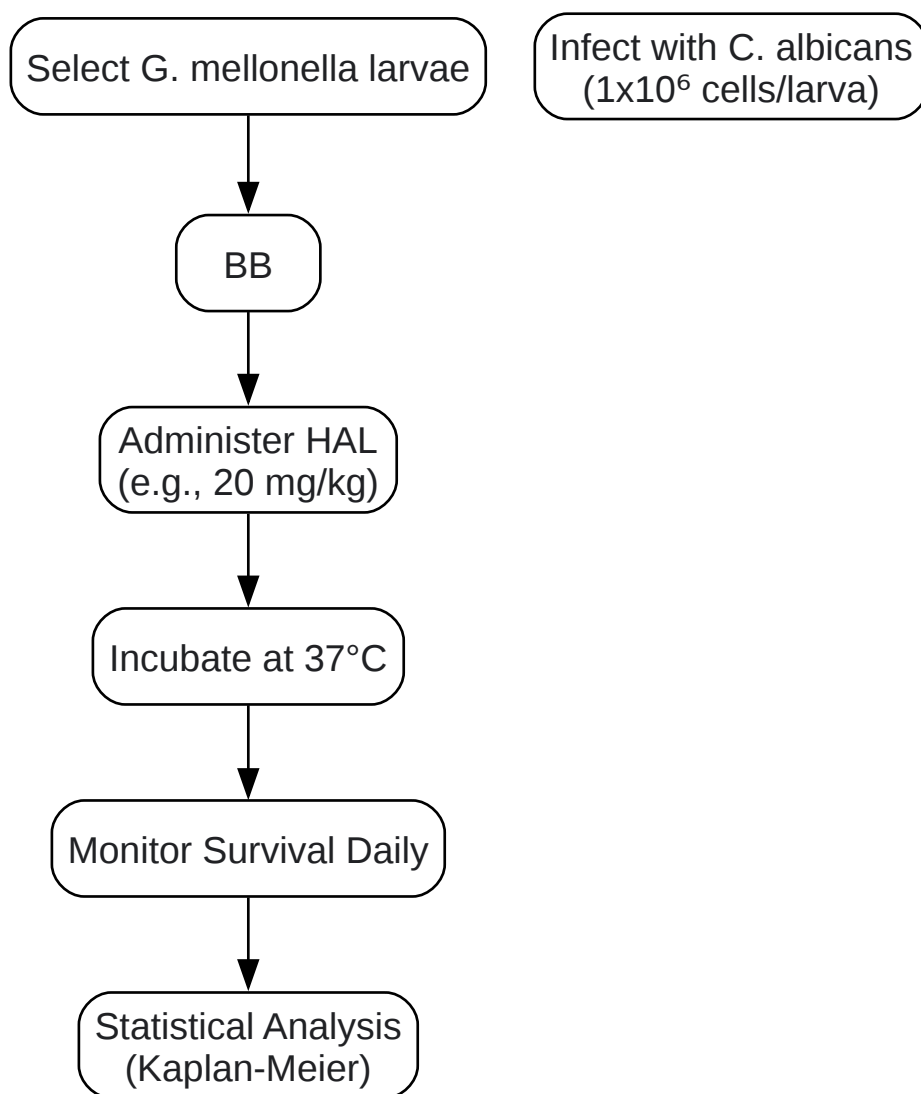 Select G. mellonella larvae
Infect with C. albicans
(1x10⁶ cells/larva)
BB
Administer HAL
(e.g., 20 mg/kg)
Incubate at 37°C
Monitor Survival Daily
Statistical Analysis
(Kaplan-Meier)